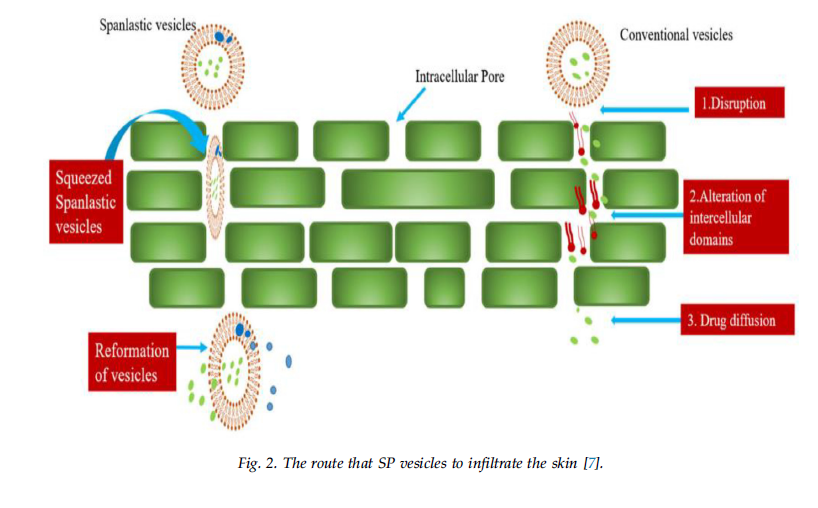 Spanlastic vesicles
Conventional vesicles
Intracellular Pore
1.Disruption
Squeezed
Spanlastic
vesicles
2.Alteration of
intercellular
domains
3. Drug diffusion
Reformation
of vesicles
Fig. 2. The route that SP vesicles to infiltrate the skin [7].